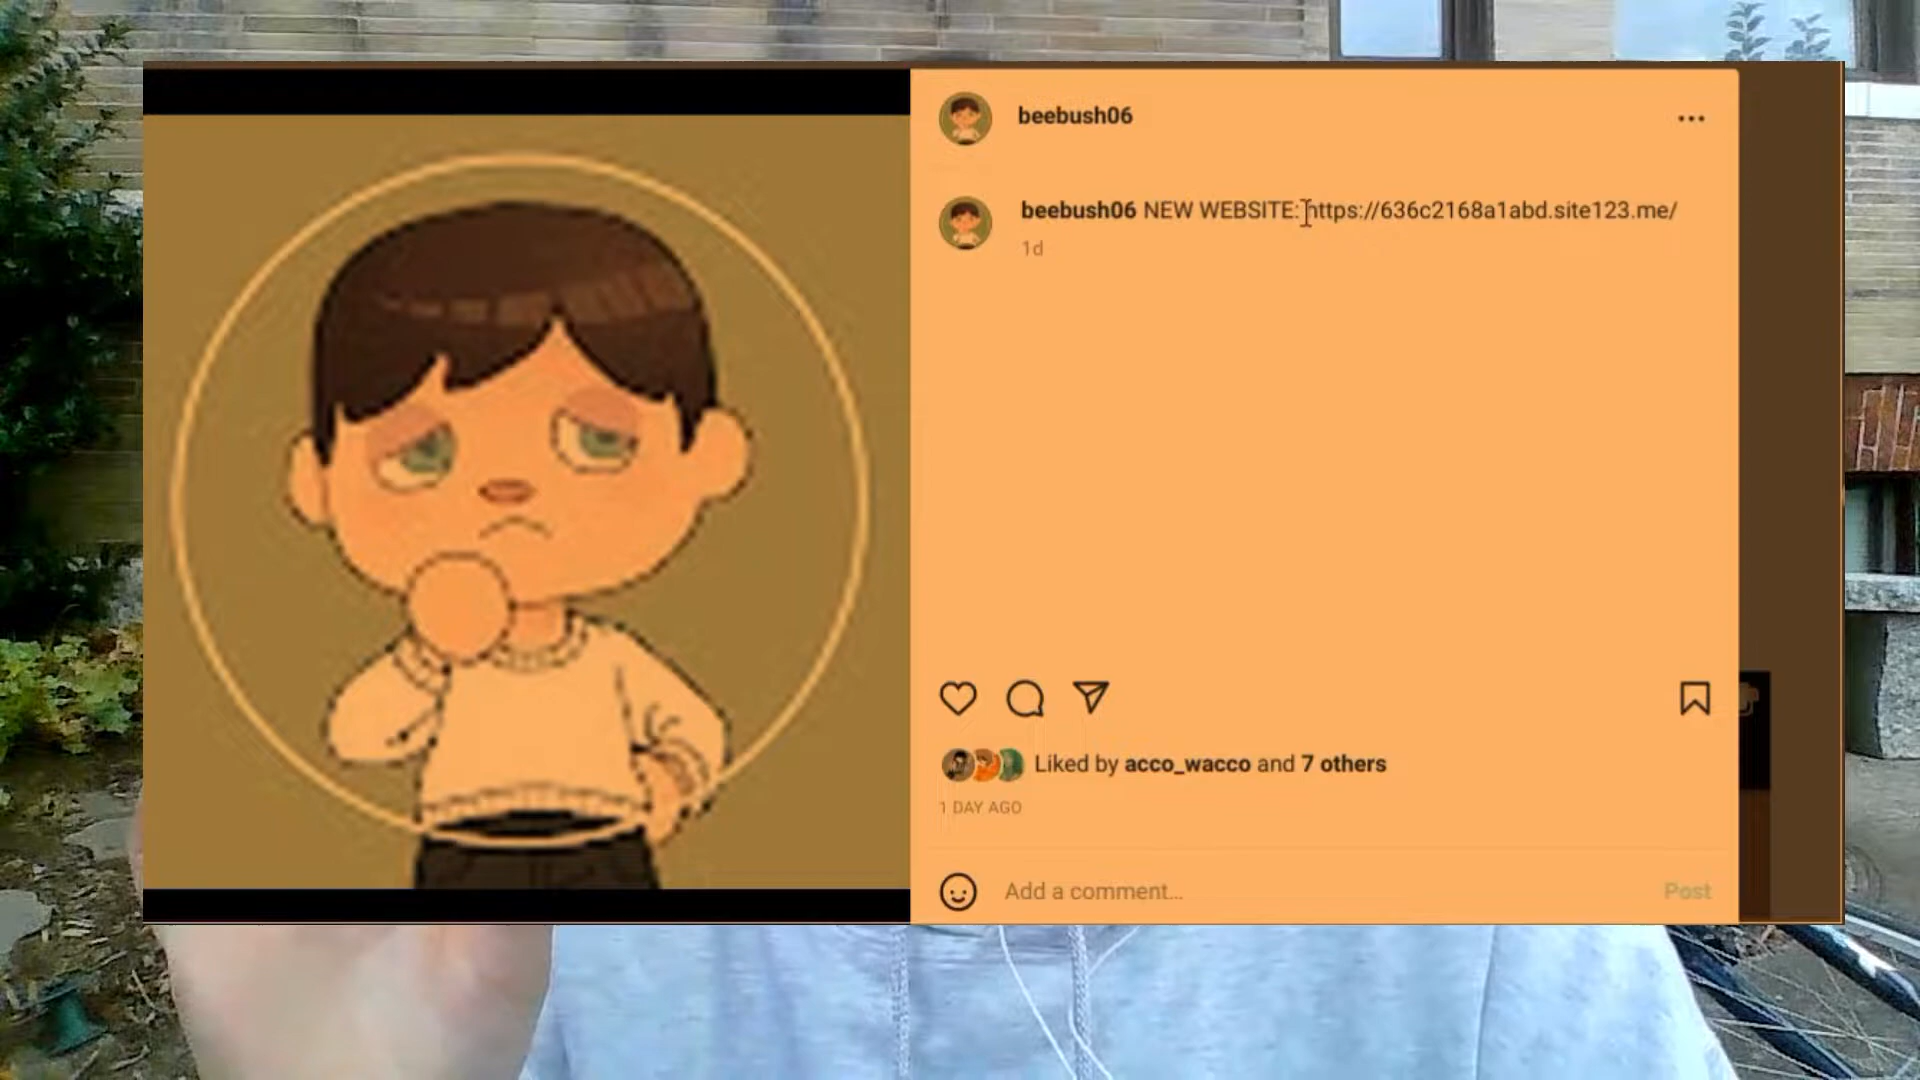 beebush06
beebush06 NEW WEBSITE: https://636c2168a1abd.site123.me/
1d
Liked by acco_wacco and 7 others
1 DAY AGO
Add a comment...
Post